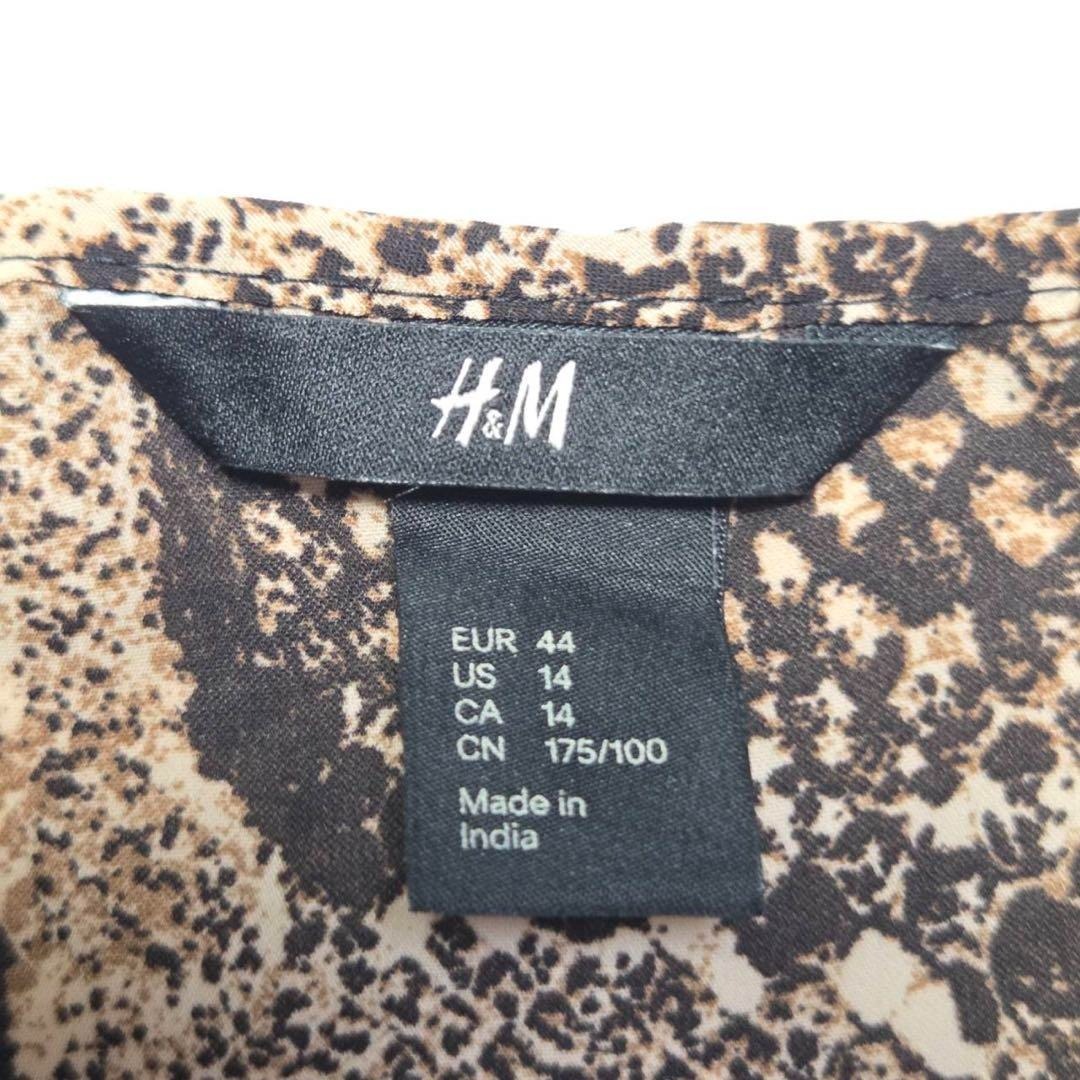 H&M
EUR 44
US 14
CA 14
CN 175/100
Made in
India